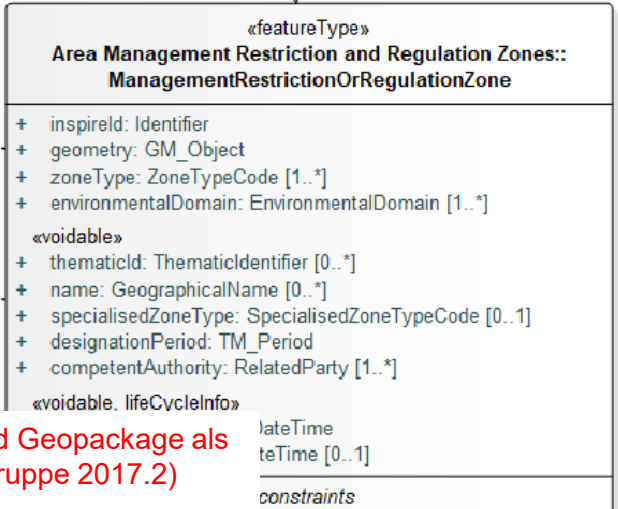 «featureType»
Area Management Restriction and Regulation Zones::
ManagementRestrictionOrRegulationZone
+ inspireId: Identifier
+ geometry: GM_Object
+ zoneType: ZoneTypeCode [1..*]
+ environmentalDomain: EnvironmentalDomain [1..*]
«voidable»
+ thematicId: ThematicIdentifier [0..*]
+ name: GeographicalName [0..*]
+ specialisedZoneType: SpecialisedZoneTypeCode [0..1]
+ designationPeriod: TM_Period
+ competentAuthority: RelatedParty [1..*]
«voidable, lifeCycleInfo»
DateTime
d Geopackage als
teTime [0..1]
ruppe 2017.2)
constraints